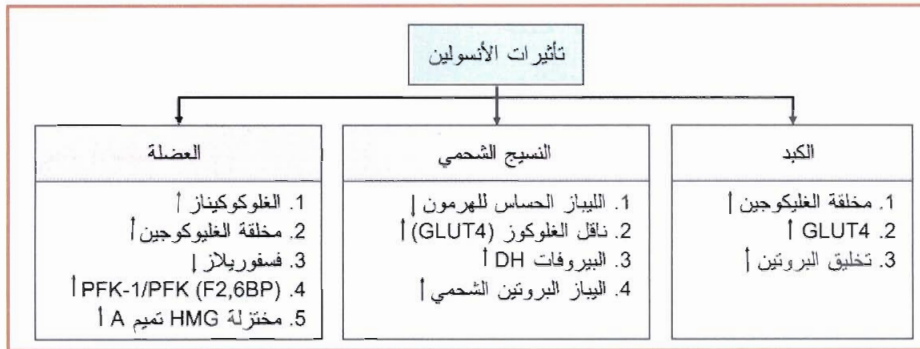 تأثيرات الأنسولين
الكبد
1. مخلقة الغليكوجين ↑
2. GLUT4 ↑
3. تخليق البروتين ↑
النسيج الشحمي
1. الليباز الحساس للهرمون ↓
2. ناقل الغلوكوز (GLUT4) ↑
3. البيروفات DH ↑
4. اليباز البروتين الشحمي ↑
العضلة
1. الغلوكوكيناز ↑
2. مخلقة الغليوكوجين ↑
3. فسفوريلاز ↓
4. PFK-1/PFK (F2,6BP) ↑
5. مختزلة HMG تميم A ↑